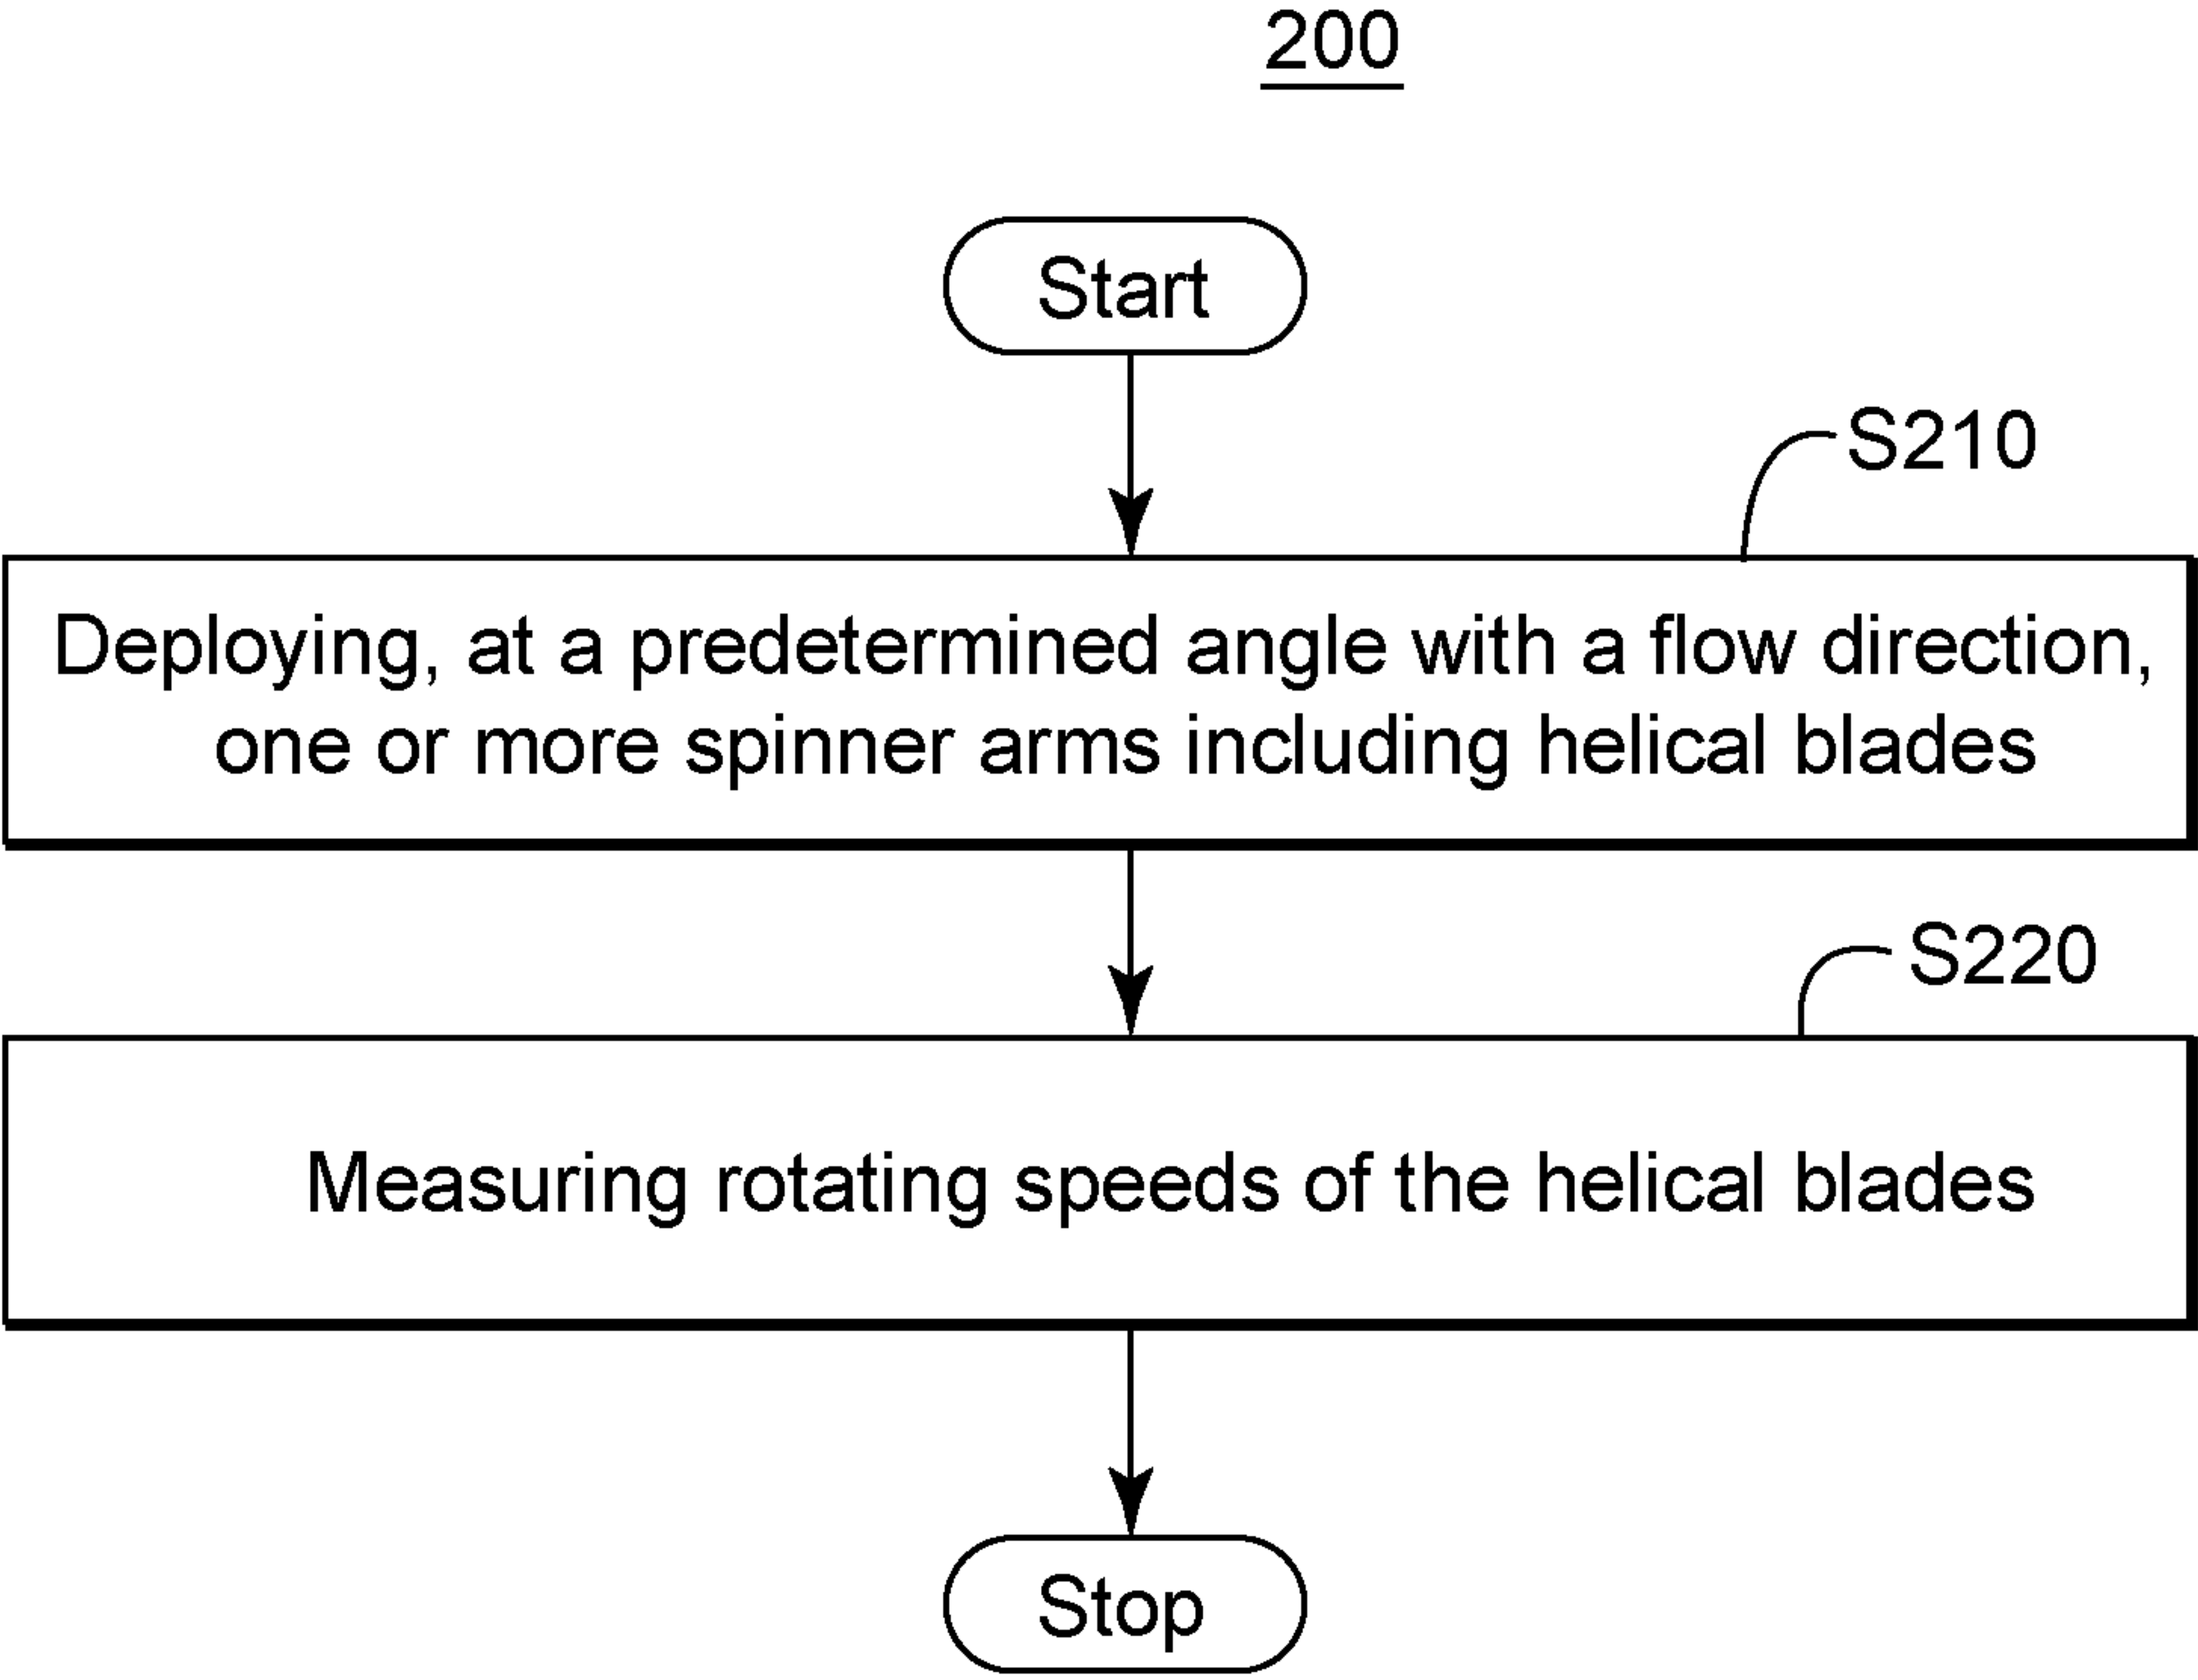 200
Start
S210
Deploying, at a predetermined angle with a flow direction,
one or more spinner arms including helical blades
S220
Measuring rotating speeds of the helical blades
Stop